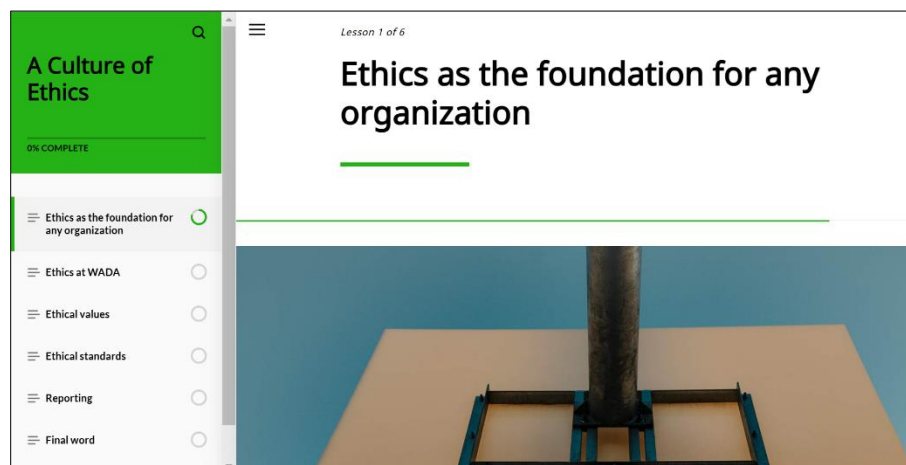 A Culture of
Ethics
0% COMPLETE
Ethics as the foundation for
any organization
Ethics at WADA
Ethical values
Ethical standards
Reporting
Final word
Lesson 1 of 6
Ethics as the foundation for any
organization